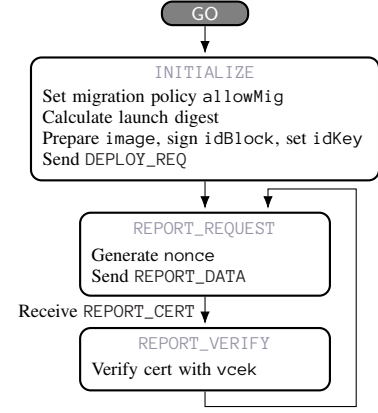 GO
INITIALIZE
Set migration policy allowMig
Calculate launch digest
Prepare image, sign idBlock, set idKey
Send DEPLOY_REQ
REPORT_REQUEST
Generate nonce
Send REPORT_DATA
Receive REPORT_CERT
REPORT_VERIFY
Verify cert with vcek